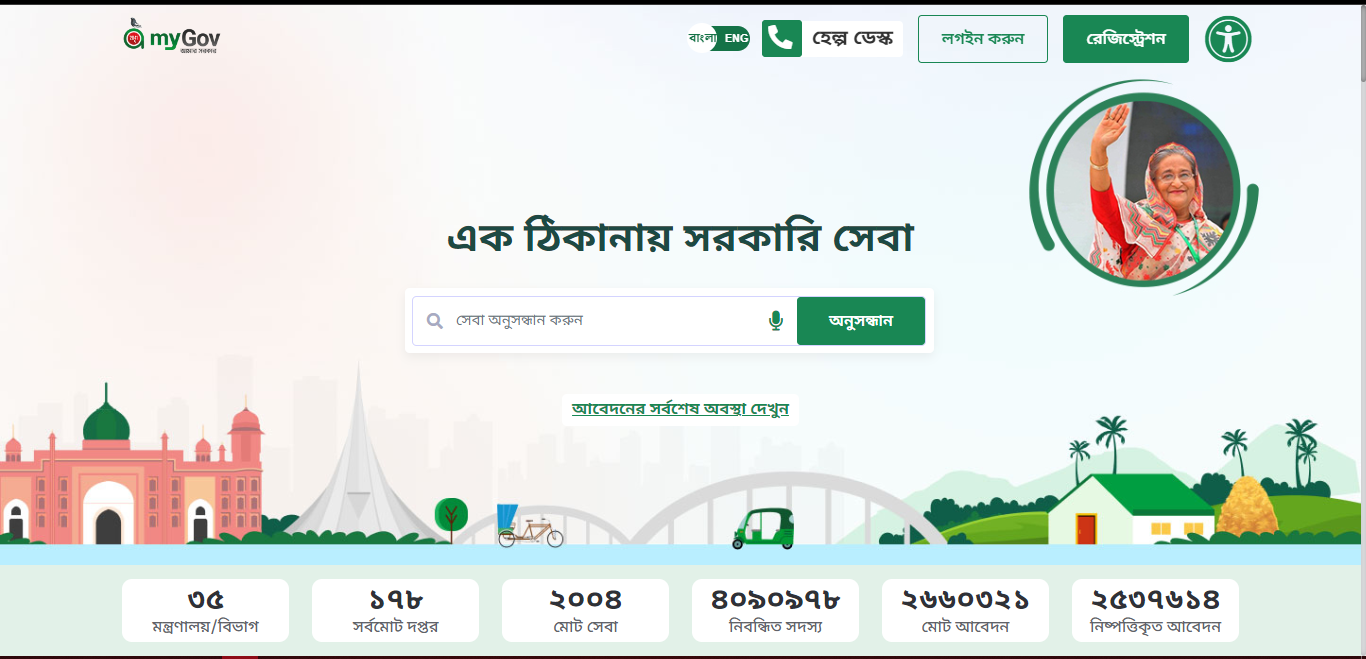 myGov
আমার সরকার
বাংলা ENG
হেল্প ডেস্ক
লগইন করুন
রেজিস্ট্রেশন
এক ঠিকানায় সরকারি সেবা
সেবা অনুসন্ধান করুন
অনুসন্ধান
আবেদনের সর্বশেষ অবস্থা দেখুন
৩৫
মন্ত্রণালয়/বিভাগ
১৭৮
সর্বমোট দপ্তর
২০০৪
মোট সেবা
৪০৯০৯৭৮
নিবন্ধিত সদস্য
২৬৬০৩২১
মোট আবেদন
২৫৩৭৬১৪
নিষ্পত্তিকৃত আবেদন